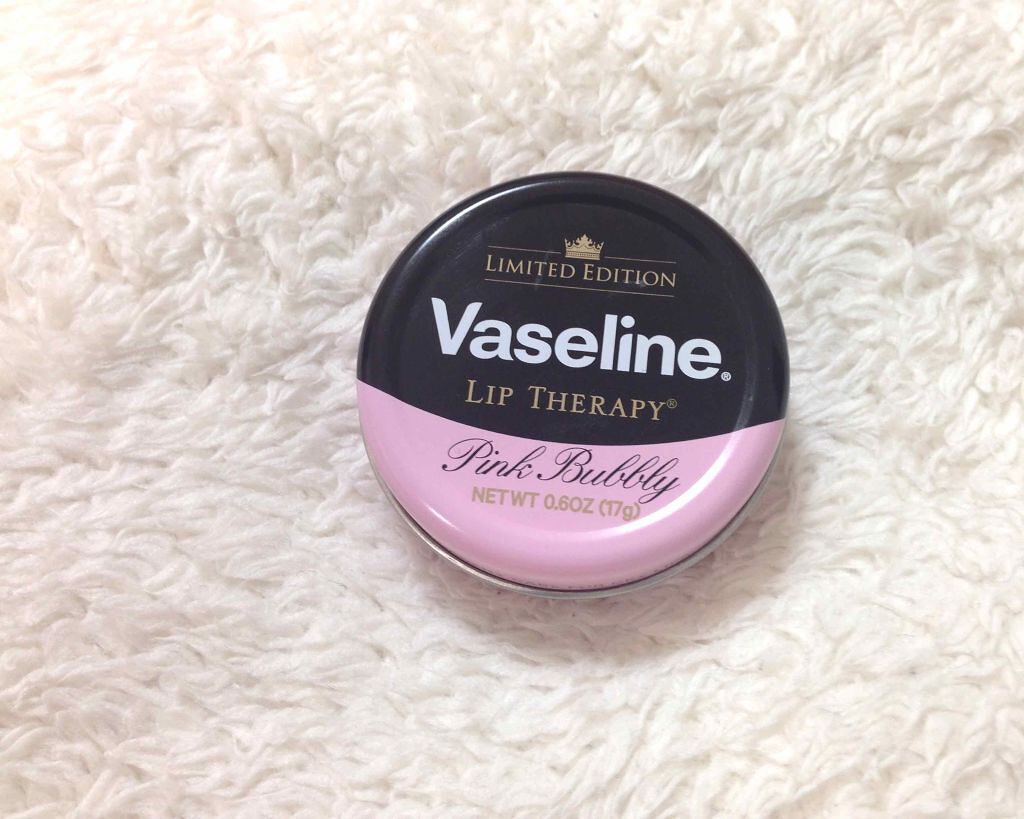 LIMITED EDITION
Vaseline®
LIP THERAPY®
Pink Bubbly
NET WT 0.6OZ (17g)